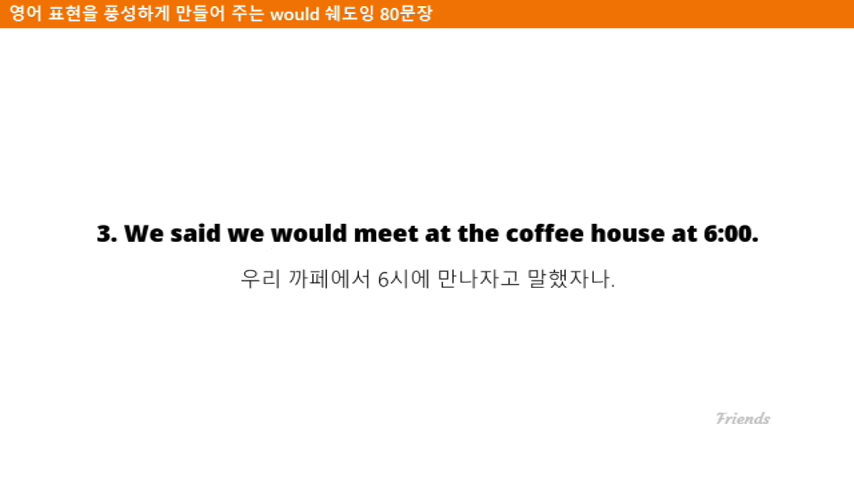 영어 표현을 풍성하게 만들어 주는 would 쉐도잉 80문장
3. We said we would meet at the coffee house at 6:00.
우리 까페에서 6시에 만나자고 말했자나.
Friends